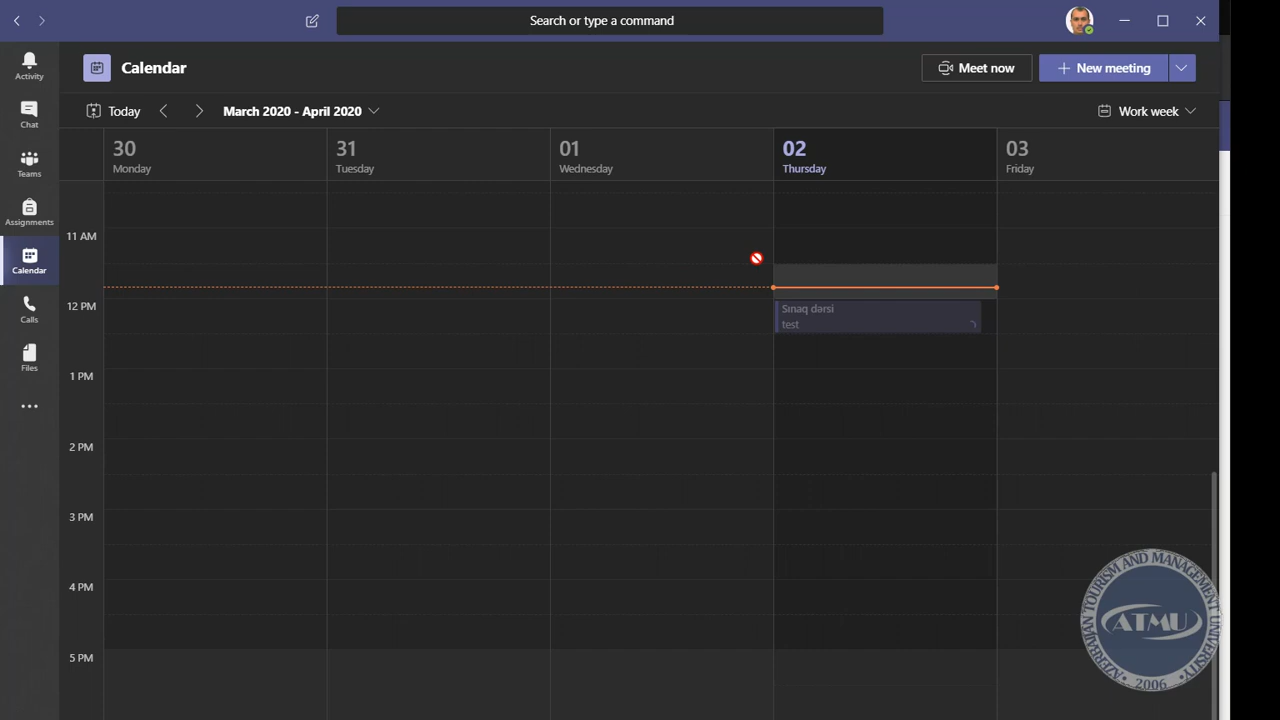 Search or type a command
Activity
Chat
Teams
Assignments
Calendar
Calls
Files
Calendar
Meet now
New meeting
Today
March 2020 - April 2020
Work week
30
Monday
31
Tuesday
01
Wednesday
02
Thursday
03
Friday
11 AM
12 PM
1 PM
2 PM
3 PM
4 PM
5 PM
Sınaq dərsi
test
AZERBAIJAN TOURISM AND MANAGEMENT UNIVERSITY
ATMU
2006